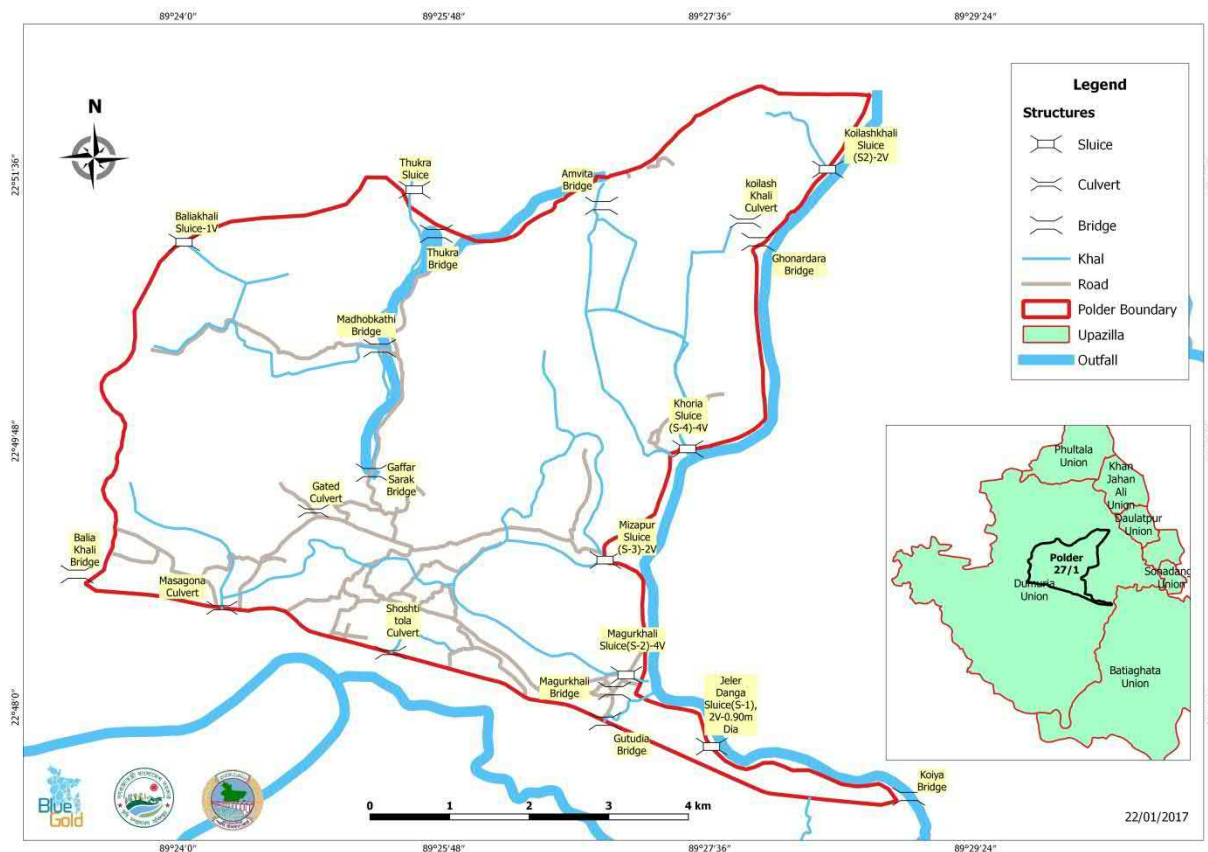 89°24'0"
89°25'48"
89°27'36"
89°29'24"
22°51'36"
22°49'48"
22°48'0"
N
Thukra
Sluice
Amvita
Bridge
Koilashkhali
Sluice
(S2)-2V
koilash
Khali
Culvert
Baliakhali
Sluice-1V
Thukra
Bridge
Ghonardara
Bridge
Madhobkathi
Bridge
Khoria
Sluice
(S-4)-4V
Gaffar
Sarak
Bridge
Gated
Culvert
Mizapur
Sluice
(S-3)-2V
Balia
Khali
Bridge
Masagona
Culvert
Shoshti
tola
Culvert
Magurkhali
Sluice(S-2)-4V
Magurkhali
Bridge
Jeler
Danga
Sluice(S-1),
2V-0.90m
Dia
Gutudia
Bridge
Koiya
Bridge
Legend
Structures
Sluice
Culvert
Bridge
Khal
Road
Polder Boundary
Upazilla
Outfall
Phultala
Union
Khan
Jahan
Ali
Union
Daulatpur
Union
Polder
27/1
Dumuria
Union
Sonadang
Union
Batiaghata
Union
Blue
Gold
0 1 2 3 4 km
22/01/2017
89°24'0"
89°25'48"
89°27'36"
89°29'24"